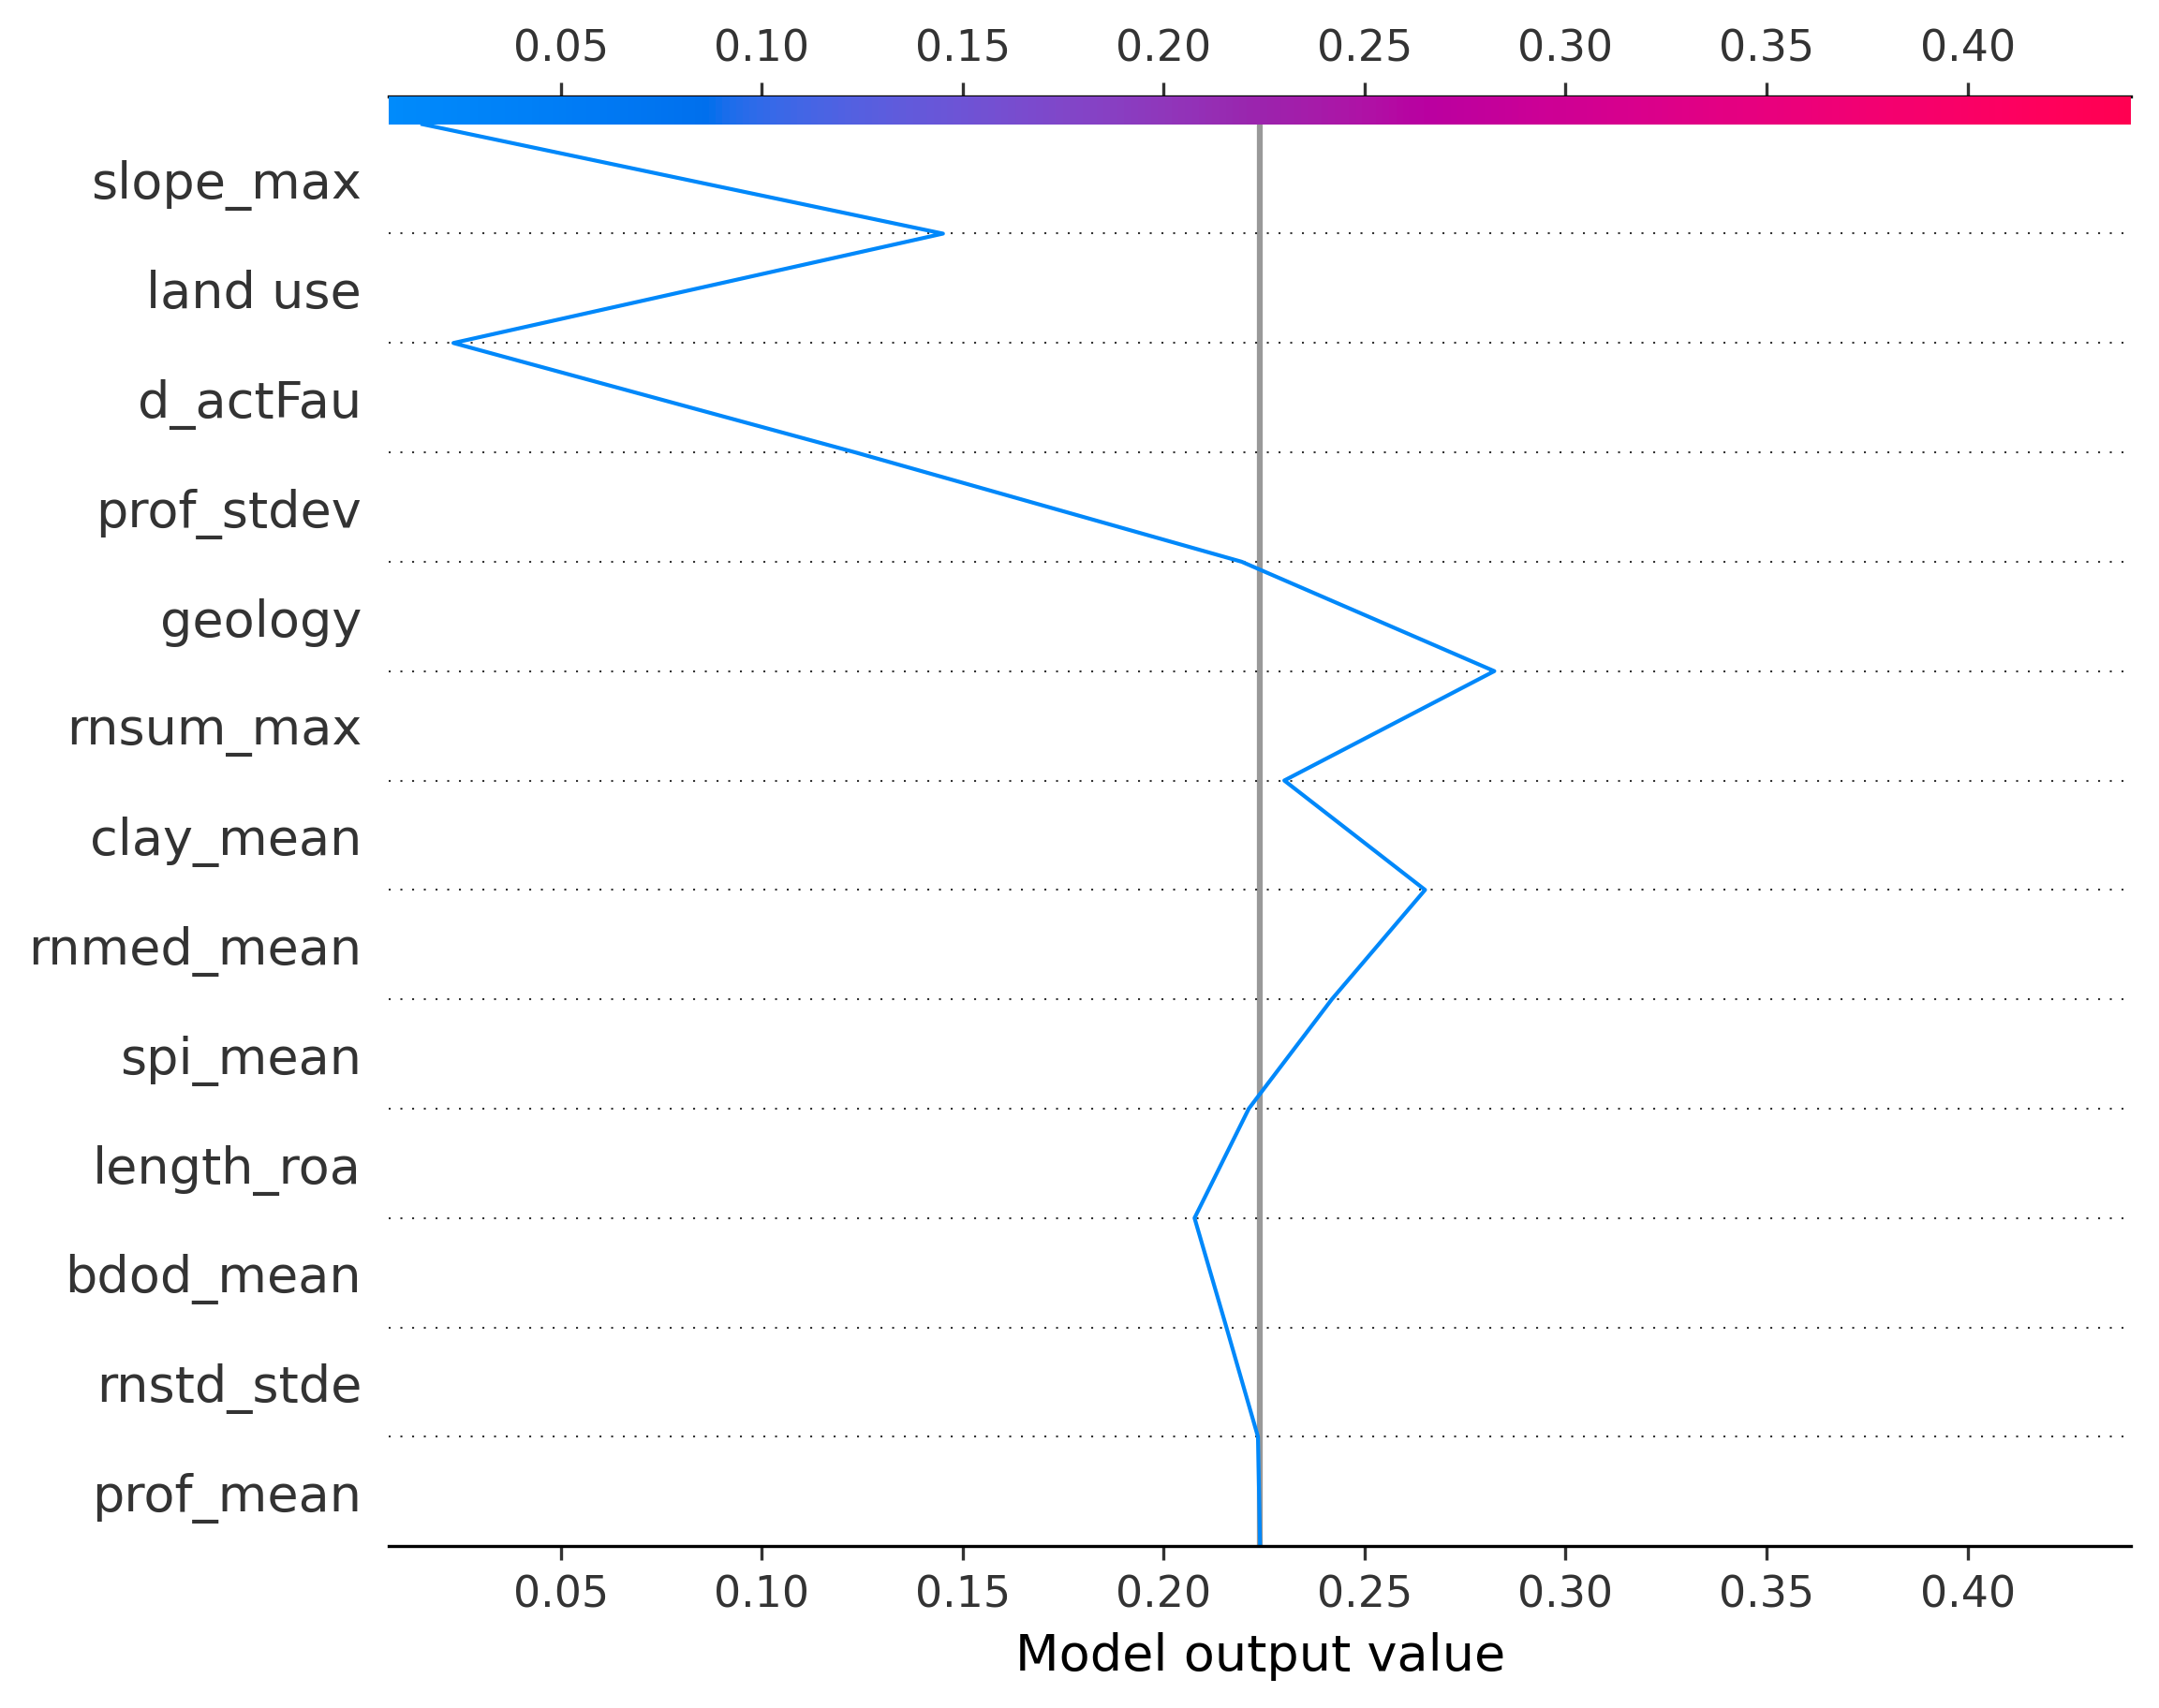 0.05 0.10 0.15 0.20 0.25 0.30 0.35 0.40
slope_max
land use
d_actFau
prof_stdev
geology
rnsum_max
clay_mean
rnmed_mean
spi_mean
length_roa
bdod_mean
rnstd_stde
prof_mean
0.05 0.10 0.15 0.20 0.25 0.30 0.35 0.40
Model output value